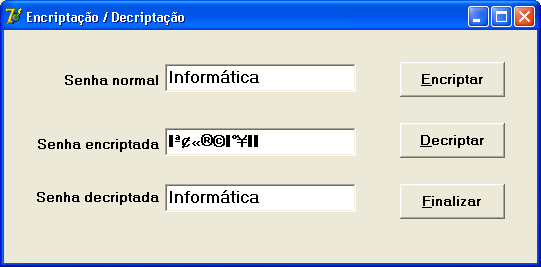 Encriptação / Decriptação
Senha normal Informática Encriptar
Senha encriptada ª¢«®©°¥ Decriptar
Senha decriptada Informática Finalizar